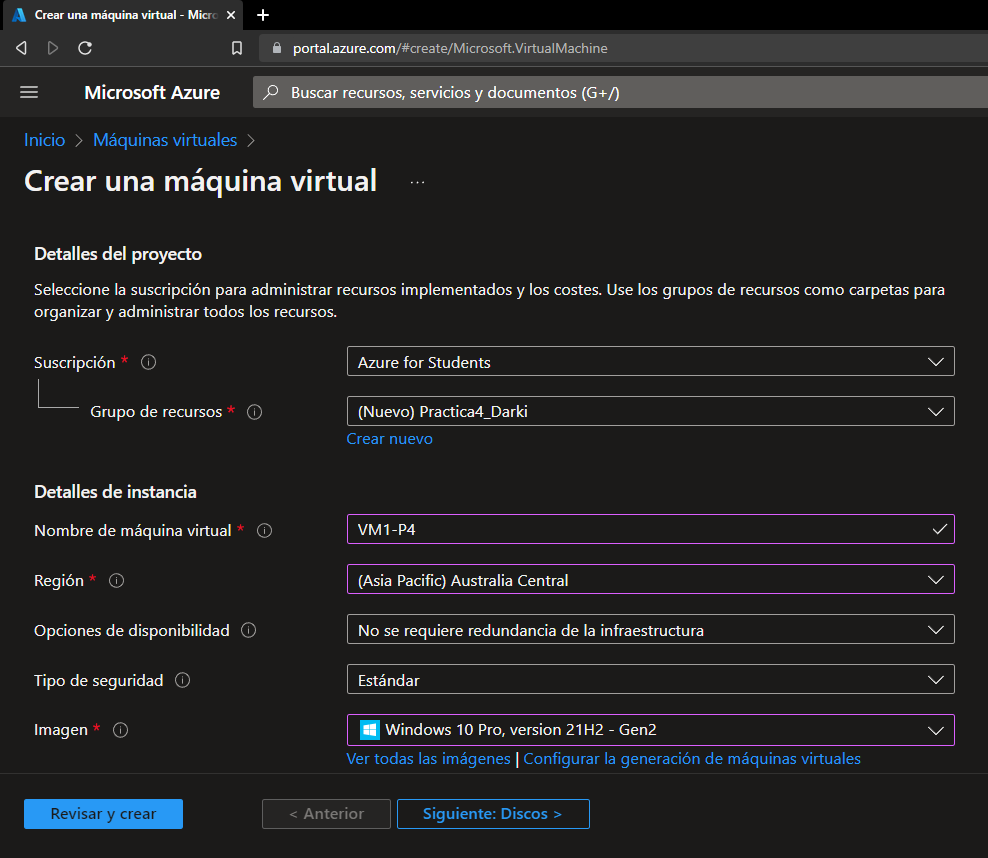 Crear una máquina virtual - Micro
portal.azure.com/#create/Microsoft.VirtualMachine
Microsoft Azure
Buscar recursos, servicios y documentos (G+/)
Inicio > Máquinas virtuales >
Crear una máquina virtual ...
Detalles del proyecto
Seleccione la suscripción para administrar recursos implementados y los costes. Use los grupos de recursos como carpetas para
organizar y administrar todos los recursos.
Suscripción * Azure for Students
Grupo de recursos * (Nuevo) Practica4_Darki
Crear nuevo
Detalles de instancia
Nombre de máquina virtual * VM1-P4
Región * (Asia Pacific) Australia Central
Opciones de disponibilidad No se requiere redundancia de la infraestructura
Tipo de seguridad Estándar
Imagen * Windows 10 Pro, version 21H2 - Gen2
Ver todas las imágenes | Configurar la generación de máquinas virtuales
Revisar y crear < Anterior Siguiente: Discos >